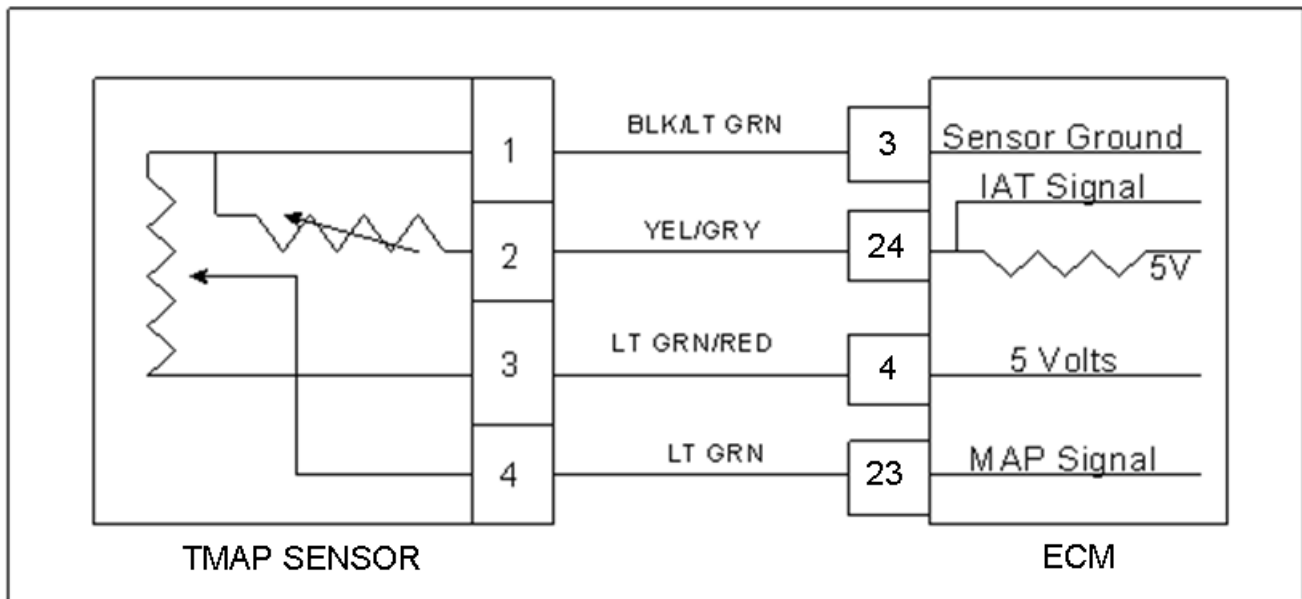 1 BLK/LT GRN 3 Sensor Ground
IAT Signal
2 YEL/GRY 24 5V
3 LT GRN/RED 4 5 Volts
4 LT GRN 23 MAP Signal
TMAP SENSOR ECM